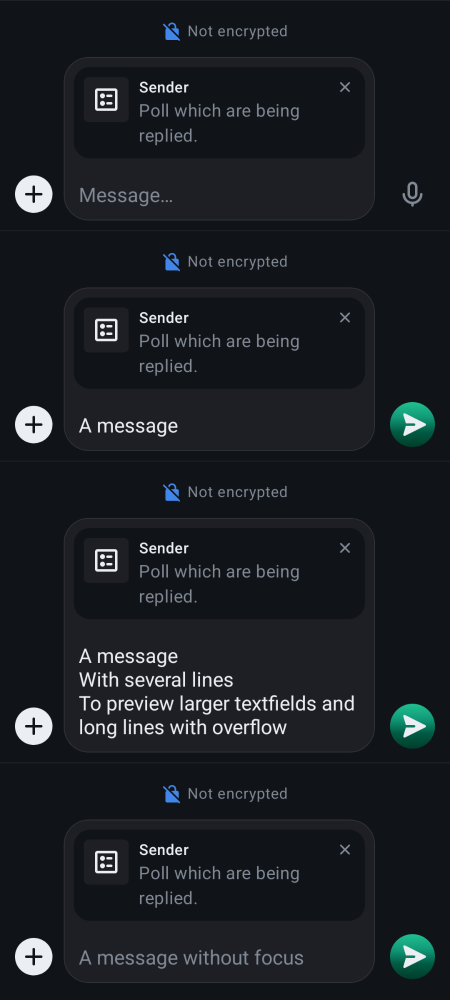 Not encrypted
Sender
Poll which are being
replied.
Message…
Not encrypted
Sender
Poll which are being
replied.
A message
Not encrypted
Sender
Poll which are being
replied.
A message
With several lines
To preview larger textfields and
long lines with overflow
Not encrypted
Sender
Poll which are being
replied.
A message without focus